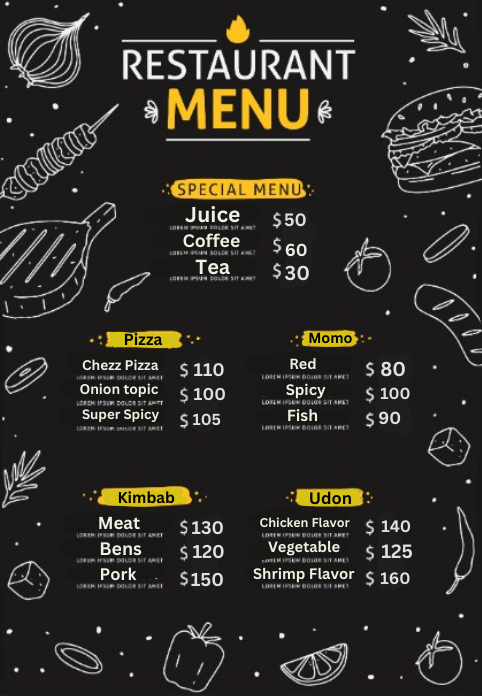 RESTAURANT
MENU
SPECIAL MENU
Juice $50
LOREM IPSUM DOLOR SIT AMET
Coffee $60
LOREM IPSUM DOLOR SIT AMET
Tea $30
LOREM IPSUM DOLOR SIT AMET
Pizza
Chezz Pizza $110
LOREM IPSUM DOLOR SIT AMET
Onion topic $100
LOREM IPSUM DOLOR SIT AMET
Super Spicy $105
LOREM IPSUM DOLOR SIT AMET
Momo
Red $80
LOREM IPSUM DOLOR SIT AMET
Spicy $100
LOREM IPSUM DOLOR SIT AMET
Fish $90
LOREM IPSUM DOLOR SIT AMET
Kimbab
Meat $130
LOREM IPSUM DOLOR SIT AMET
Bens $120
LOREM IPSUM DOLOR SIT AMET
Pork $150
LOREM IPSUM DOLOR SIT AMET
Udon
Chicken Flavor $140
LOREM IPSUM DOLOR SIT AMET
Vegetable $125
LOREM IPSUM DOLOR SIT AMET
Shrimp Flavor $160
LOREM IPSUM DOLOR SIT AMET